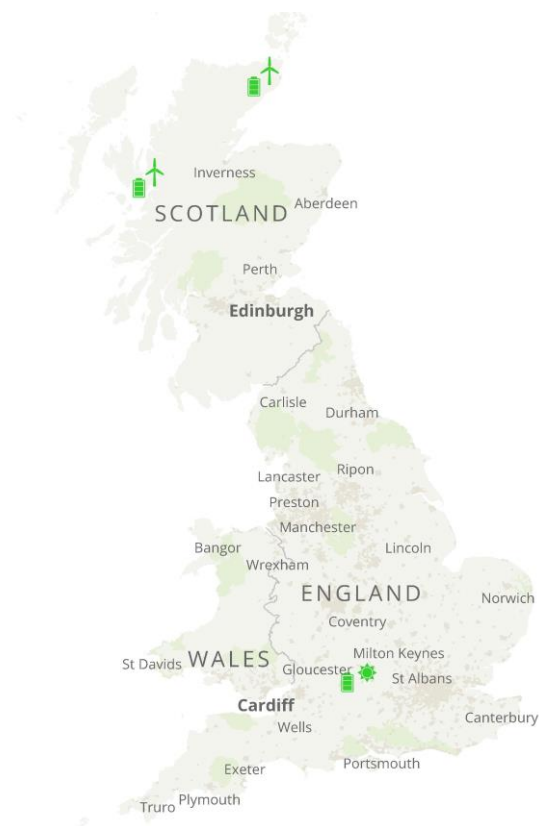 Inverness
Aberdeen
SCOTLAND
Perth
Edinburgh
Carlisle
Durham
Ripon
Lancaster
Preston
Manchester
Bangor
Lincoln
Wrexham
ENGLAND
Norwich
Coventry
Milton Keynes
St Davids
WALES
Gloucester
St Albans
Cardiff
Canterbury
Wells
Portsmouth
Exeter
Plymouth
Truro